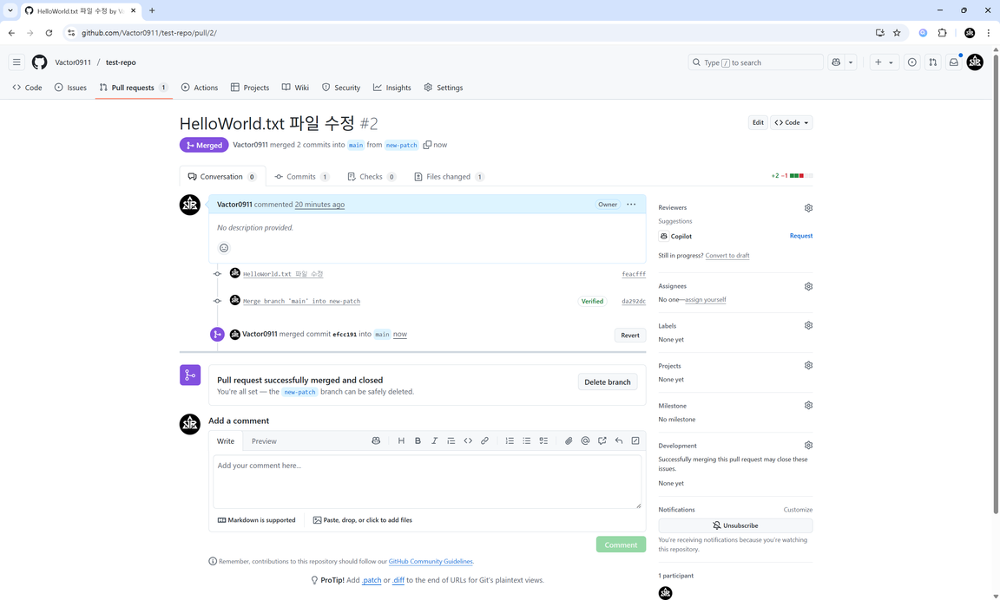 HelloWorld.txt 파일 수정 by Va
github.com/Vactor0911/test-repo/pull/2/
Vactor0911 / test-repo
Type / to search
Code Issues Pull requests 1 Actions Projects Wiki Security Insights Settings
HelloWorld.txt 파일 수정 #2
Edit <> Code
Merged Vactor0911 merged 2 commits into main from new-patch now
Conversation 0 Commits 1 Checks 0 Files changed 1 +2 −1
Vactor0911 commented 20 minutes ago Owner
No description provided.
HelloWorld.txt 파일 수정 feacfff
Merge branch 'main' into new-patch Verified da292dc
Vactor0911 merged commit efcc191 into main now Revert
Pull request successfully merged and closed
You're all set — the new-patch branch can be safely deleted.
Delete branch
Add a comment
Write Preview
Add your comment here...
Markdown is supported Paste, drop, or click to add files
Comment
Remember, contributions to this repository should follow our GitHub Community Guidelines.
ProTip! Add .patch or .diff to the end of URLs for Git's plaintext views.
Reviewers
Suggestions
Copilot Request
Still in progress? Convert to draft
Assignees
No one—assign yourself
Labels
None yet
Projects
None yet
Milestone
No milestone
Development
Successfully merging this pull request may close these
issues.
None yet
Notifications Customize
Unsubscribe
You're receiving notifications because you're watching
this repository.
1 participant